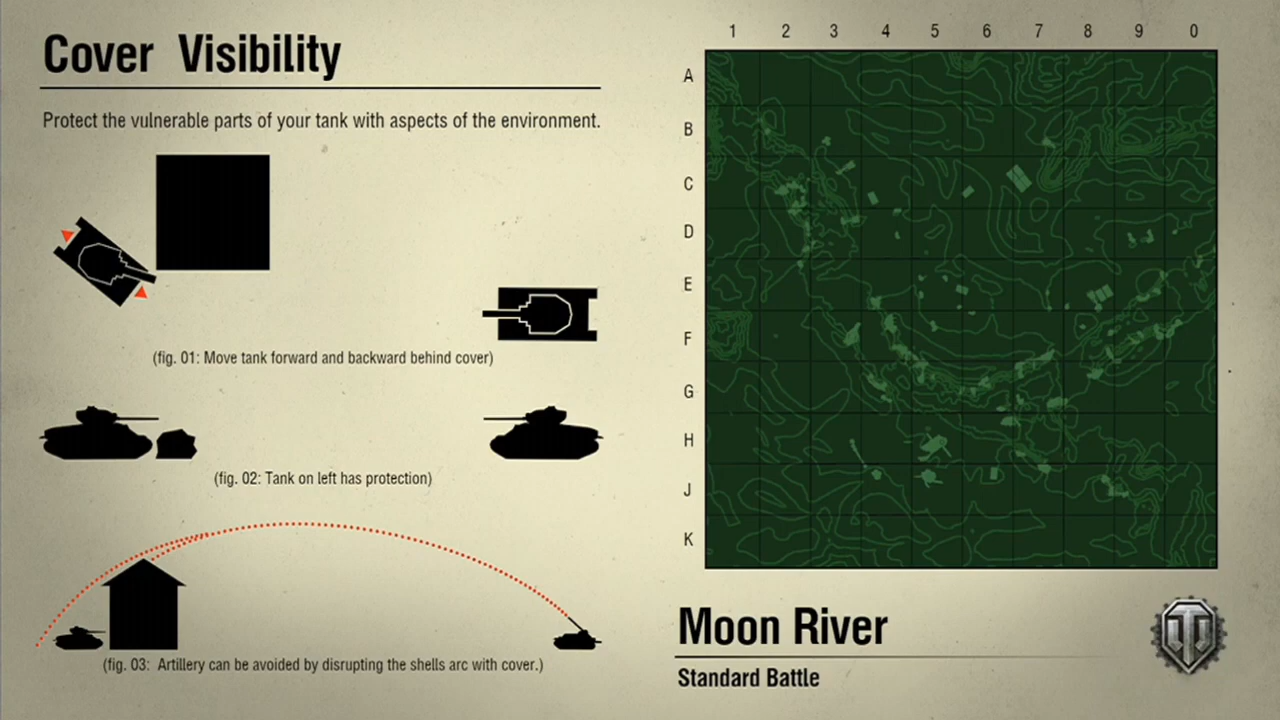 Cover Visibility
Protect the vulnerable parts of your tank with aspects of the environment.
(fig. 01: Move tank forward and backward behind cover)
(fig. 02: Tank on left has protection)
(fig. 03: Artillery can be avoided by disrupting the shells arc with cover.)
1 2 3 4 5 6 7 8 9 0
A
B
C
D
E
F
G
H
J
K
Moon River
Standard Battle